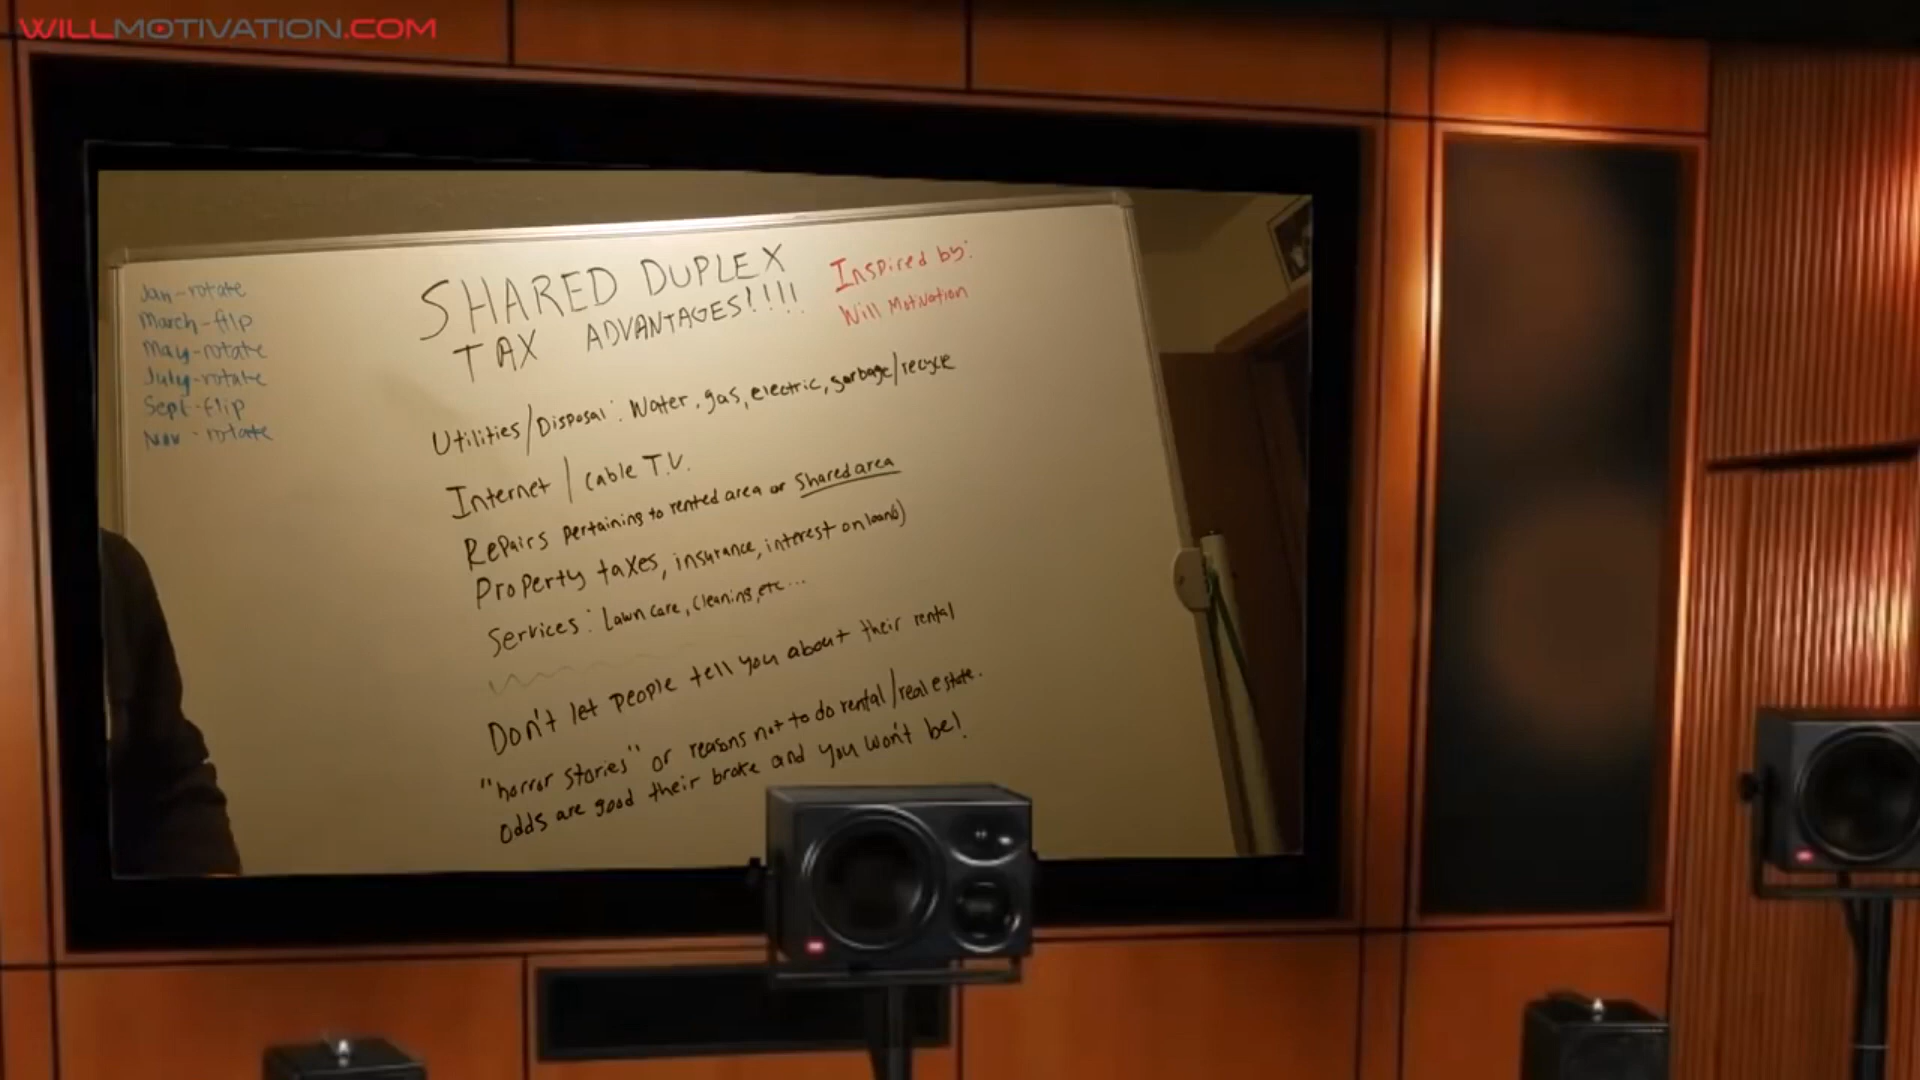 WILLMOTIVATION.COM
Jan-rotate
March-flip
May-rotate
July-rotate
Sept-flip
Nov-rotate
SHARED DUPLEX
TAX ADVANTAGES!!!!
Inspired by:
Will Motivation
Utilities/Disposal: Water, gas, electric, garbage/recycle
Internet/cable T.V.
Repairs pertaining to rented area or Shared area
Property taxes, insurance, interest on loan(s)
Services: Lawn care, cleaning, etc...
Don't let people tell you about their rental
"horror stories" or reasons not to do rental/real estate.
Odds are good their broke and you won't be!